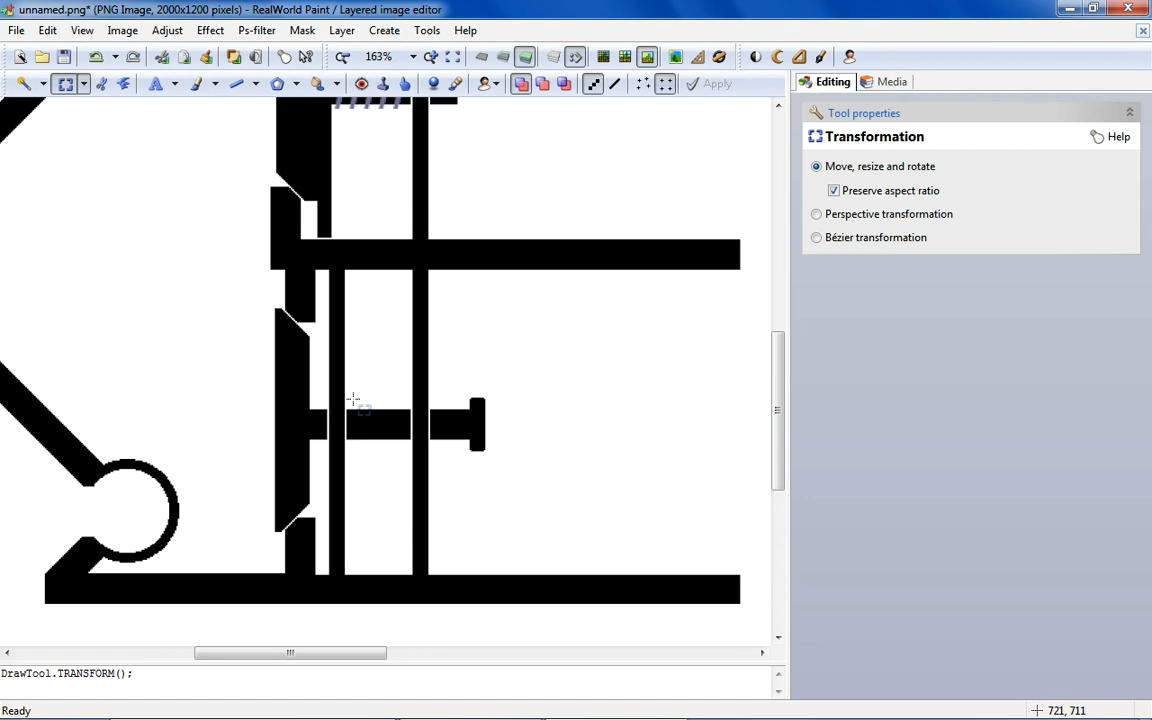 unnamed.png* (PNG Image, 2000x1200 pixels) - RealWorld Paint / Layered image editor
File Edit View Image Adjust Effect Ps-filter Mask Layer Create Tools Help
163%
Apply
Editing Media
Tool properties
Transformation Help
Move, resize and rotate
Preserve aspect ratio
Perspective transformation
Bézier transformation
DrawTool.TRANSFORM();
Ready 721, 711